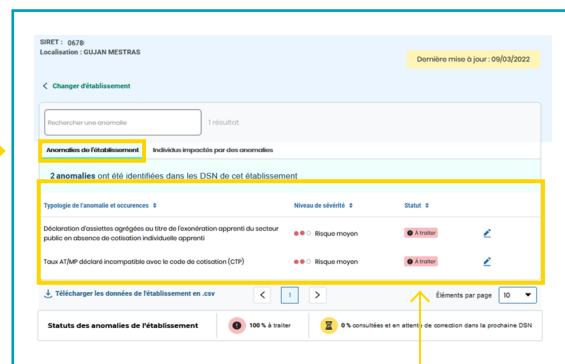 SIRET : 0678
Localisation : GUJAN MESTRAS
Dernière mise à jour : 09/03/2022
Changer d'établissement
Rechercher une anomalie
1 résultat
Anomalies de l'établissement Individus impactés par des anomalies
2 anomalies ont été identifiées dans les DSN de cet établissement
Typologie de l'anomalie et occurences Niveau de sévérité Statut
Déclaration d'assiettes agrégées au titre de l'exonération apprenti du secteur
public en absence de cotisation individuelle apprenti
Risque moyen À traiter
Taux AT/MP déclaré incompatible avec le code de cotisation (CTP) Risque moyen À traiter
Télécharger les données de l'établissement en .csv < 1 > Éléments par page 10
Statuts des anomalies de l'établissement 100 % à traiter 0 % consultées et en attente de correction dans la prochaine DSN